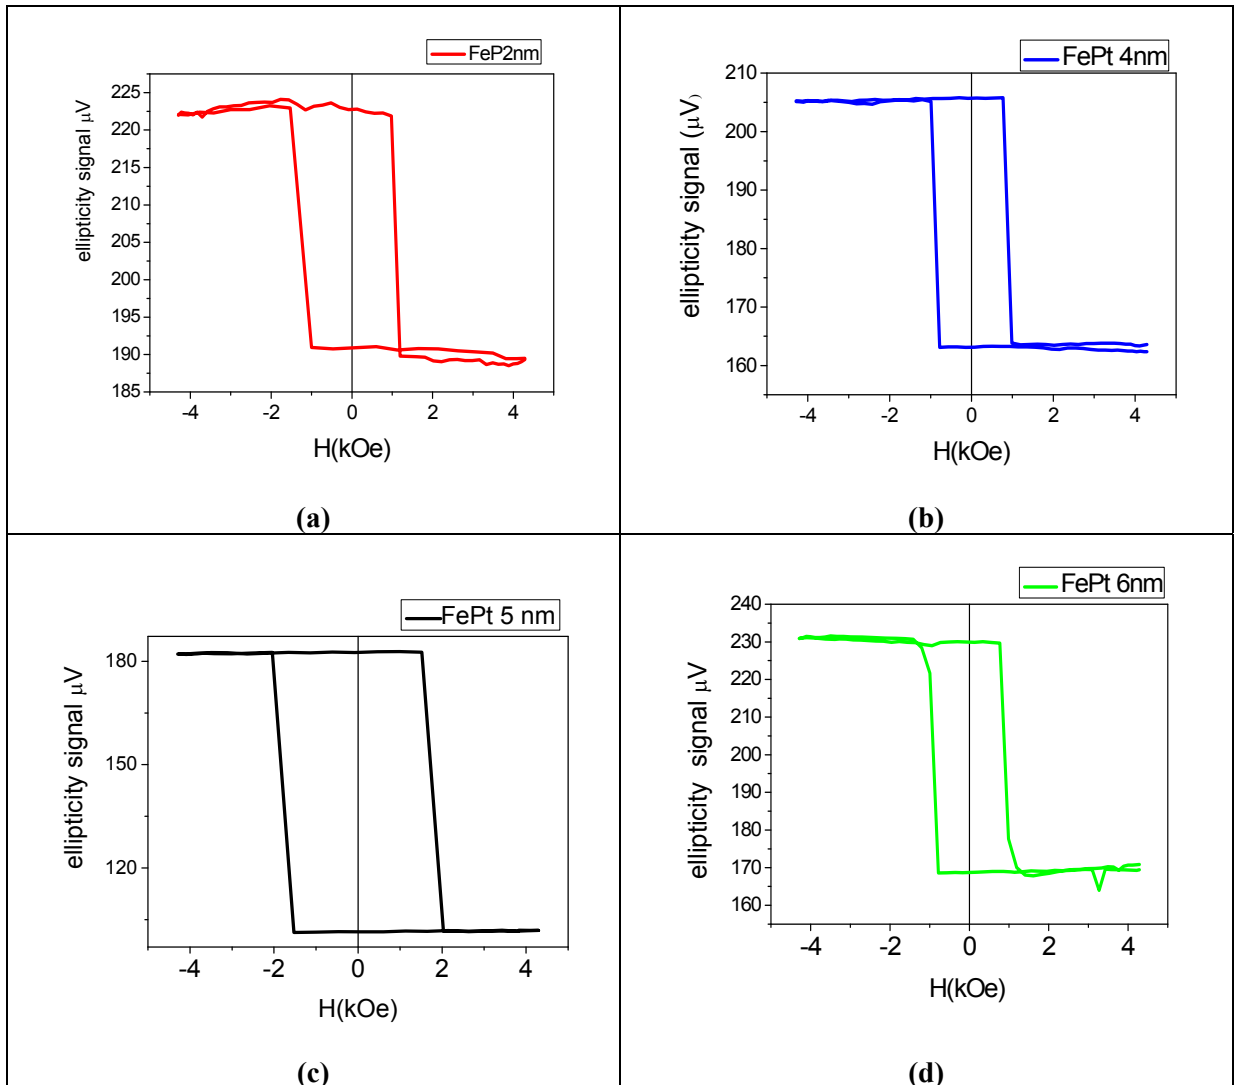 FeP2nm
225
220
215
210
205
200
195
190
185
ellipticity signal μV
-4 -2 0 2 4
H(kOe)
(a)
FePt 4nm
210
200
190
180
170
160
ellipticity signal (μV)
-4 -2 0 2 4
H(kOe)
(b)
FePt 5 nm
180
150
120
ellipticity signal μV
-4 -2 0 2 4
H(kOe)
(c)
FePt 6nm
240
230
220
210
200
190
180
170
160
ellipticity signal μV
-4 -2 0 2 4
H(kOe)
(d)